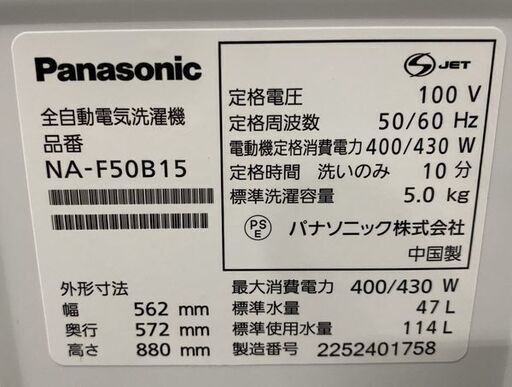 Panasonic
全自動電気洗濯機
品番
NA-F50B15
外形寸法
幅 562 mm
奥行 572 mm
高さ 880 mm
S JET
定格電圧 100 V
定格周波数 50/60 Hz
電動機定格消費電力 400/430 W
定格時間 洗いのみ 10 分
標準洗濯容量 5.0 kg
PS E パナソニック株式会社
中国製
最大消費電力 400/430 W
標準水量 47 L
標準使用水量 114 L
製造番号 2252401758